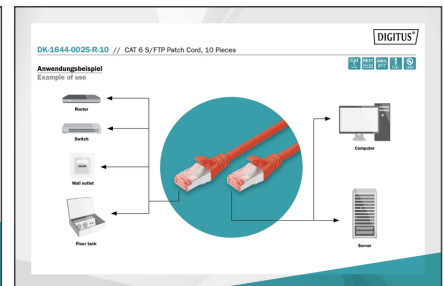 DIGITUS®
DK-1644-0025-R-10 // CAT 6 S/FTP Patch Cord, 10 Pieces
Anwendungsbeispiel
Example of use
Router
Switch
Wall outlet
Floor tank
Computer
Server